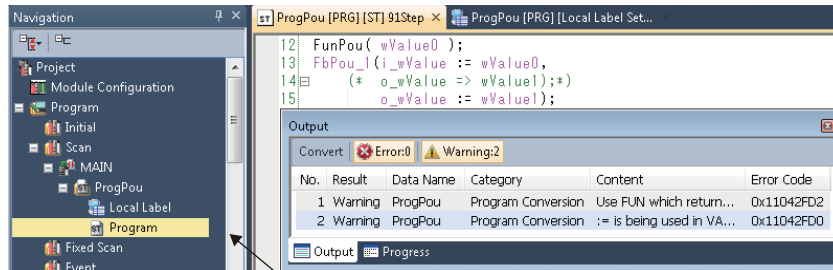 Navigation
Project
Module Configuration
Program
Initial
Scan
MAIN
ProgPou
Local Label
Program
Fixed Scan
Event
ST ProgPou [PRG] [ST] 91Step
ProgPou [PRG] [Local Label Set...
12 FunPou( wValue0 );
13 FbPou_1(i_wValue := wValue0,
14 (* o_wValue => wValue1);*)
15 o_wValue := wValue1);
Output
Convert Error:0 Warning:2
No. Result Data Name Category Content Error Code
1 Warning ProgPou Program Conversion Use FUN which return... 0x11042FD2
2 Warning ProgPou Program Conversion := is being used in VA... 0x11042FD0
Output Progress